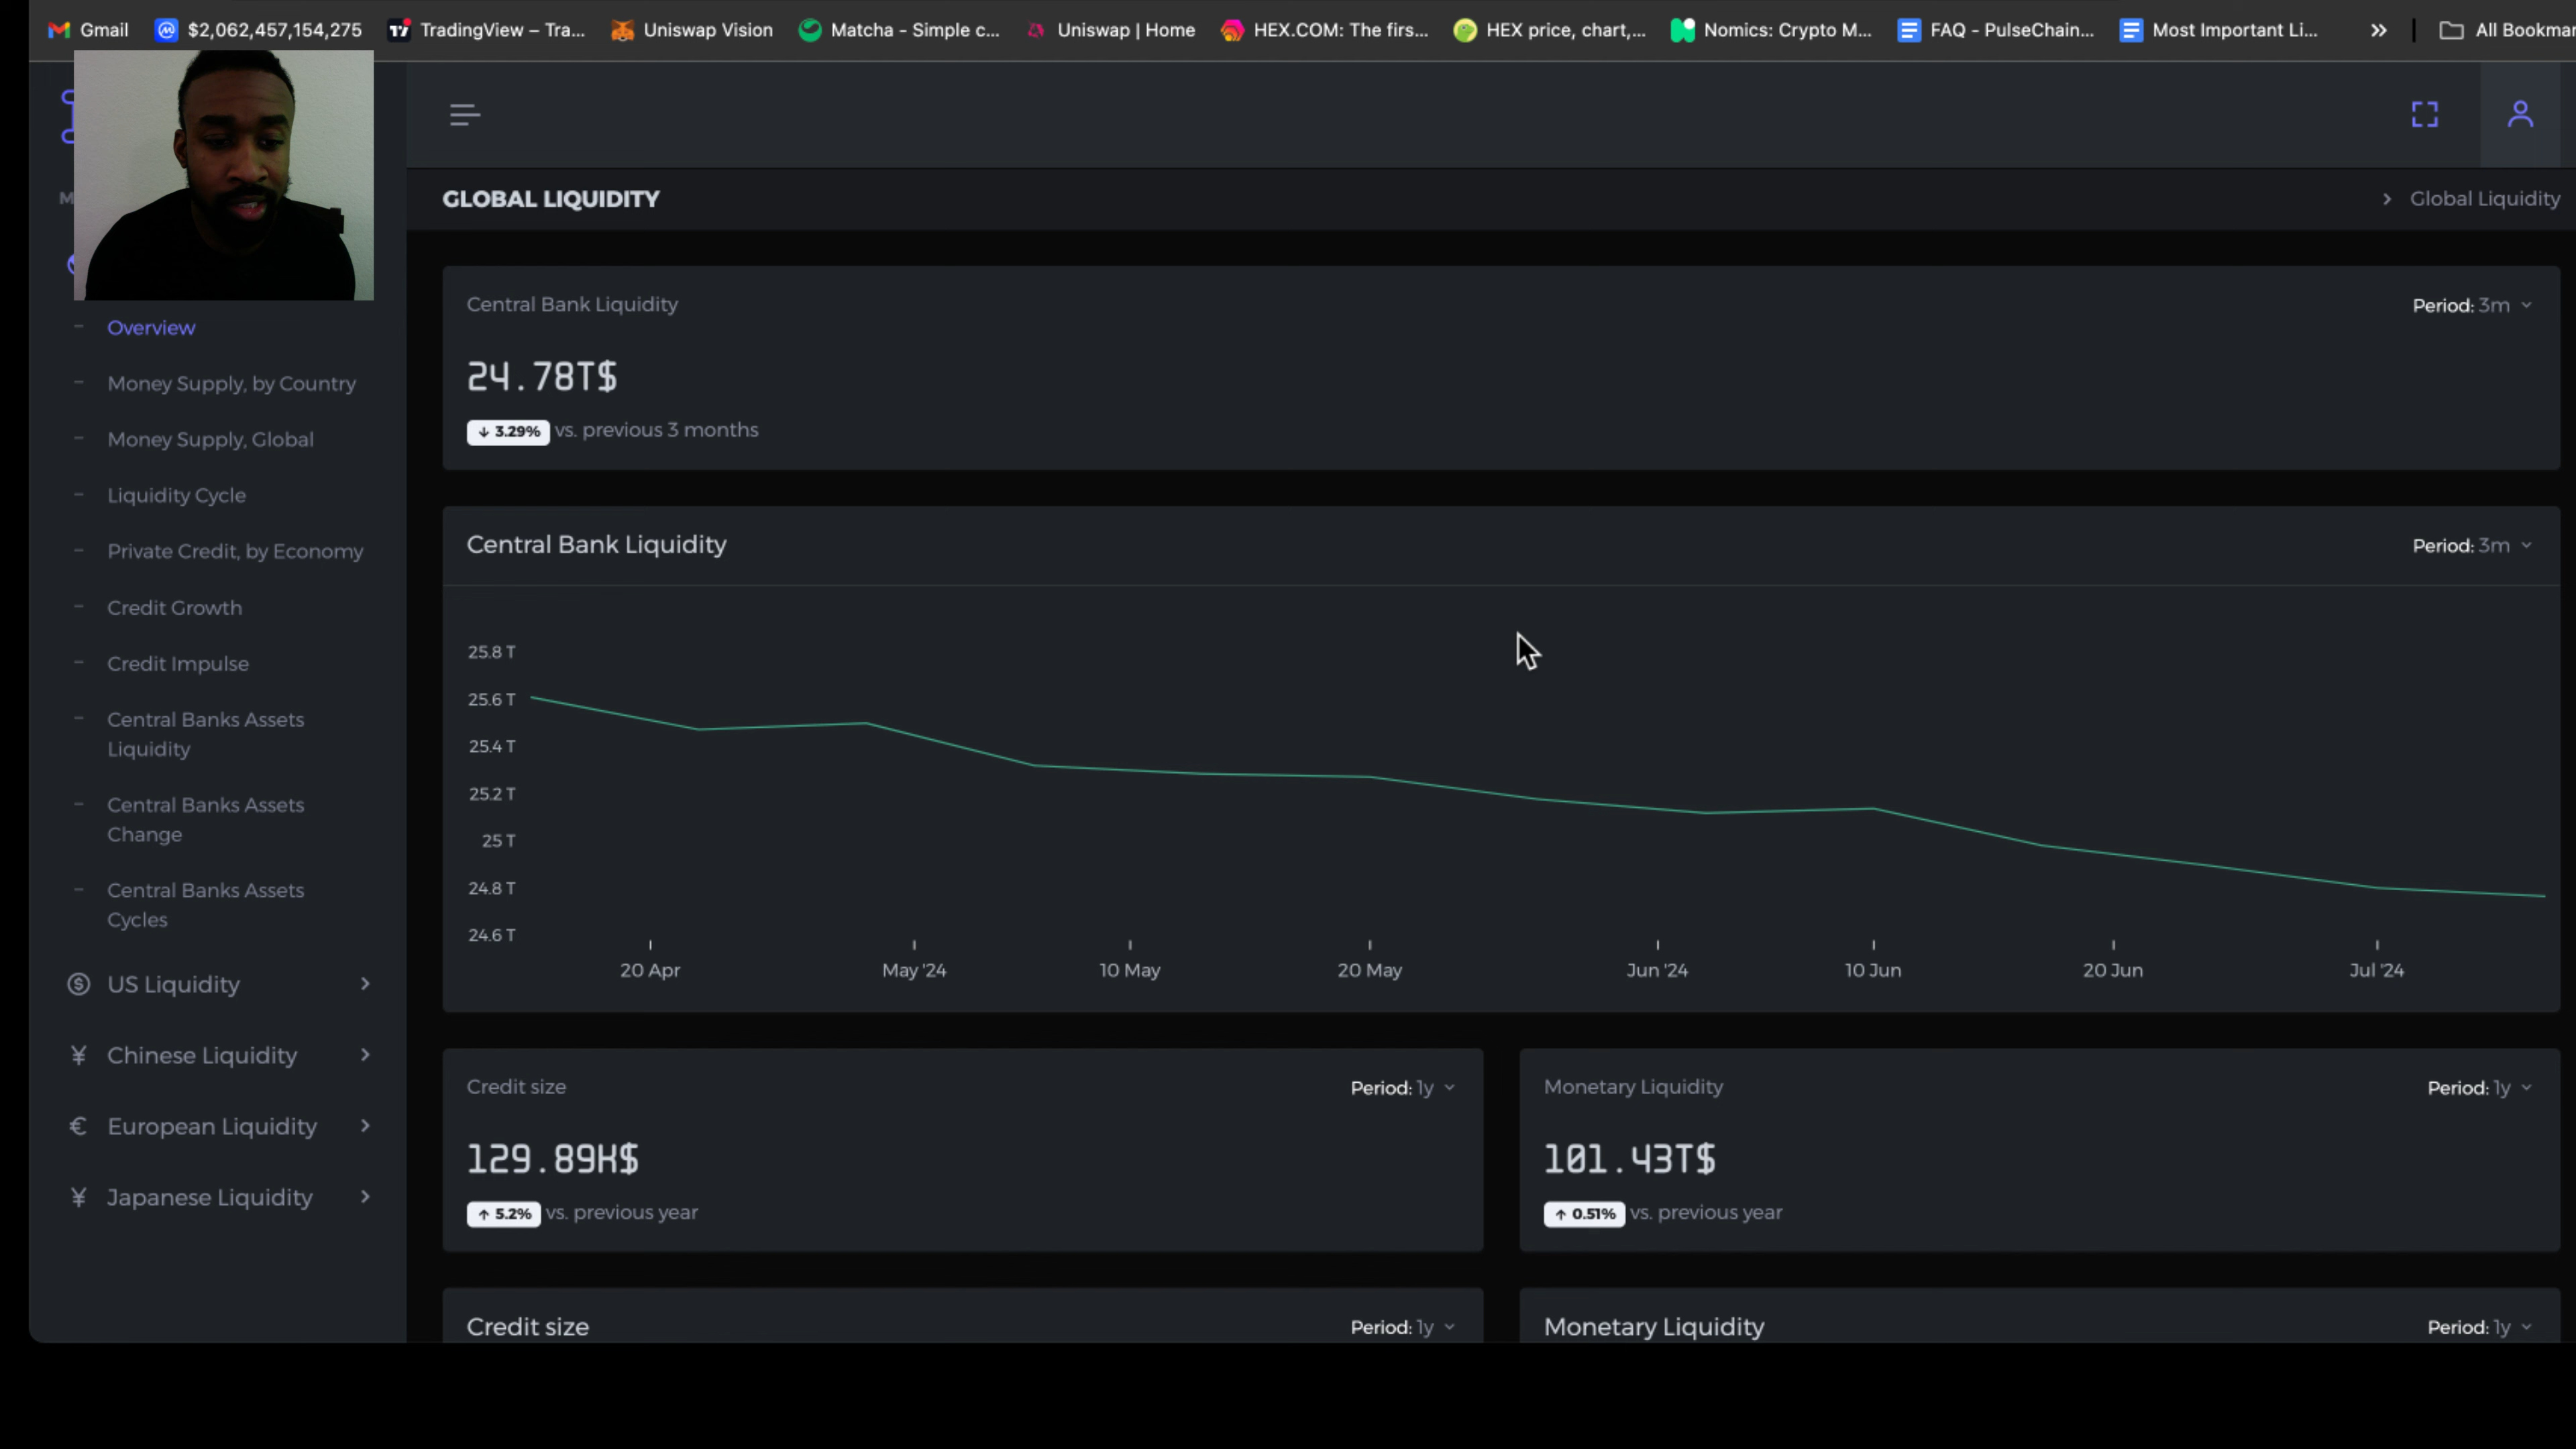 Gmail
$2,062,457,154,275
TradingView – Tra...
Uniswap Vision
Matcha - Simple c...
Uniswap | Home
HEX.COM: The firs...
HEX price, chart,...
Nomics: Crypto M...
FAQ - PulseChain...
Most Important Li...
All Bookmar
GLOBAL LIQUIDITY
Global Liquidity
Overview
Money Supply, by Country
Money Supply, Global
Liquidity Cycle
Private Credit, by Economy
Credit Growth
Credit Impulse
Central Banks Assets
Liquidity
Central Banks Assets
Change
Central Banks Assets
Cycles
US Liquidity
Chinese Liquidity
European Liquidity
Japanese Liquidity
Central Bank Liquidity
Period: 3m
24.78T$
↓ 3.29% vs. previous 3 months
Central Bank Liquidity
Period: 3m
25.8 T
25.6 T
25.4 T
25.2 T
25 T
24.8 T
24.6 T
20 Apr
May '24
10 May
20 May
Jun '24
10 Jun
20 Jun
Jul '24
Credit size
Period: 1y
129.89K$
↑ 5.2% vs. previous year
Monetary Liquidity
Period: 1y
101.43T$
↑ 0.51% vs. previous year
Credit size
Period: 1y
Monetary Liquidity
Period: 1y